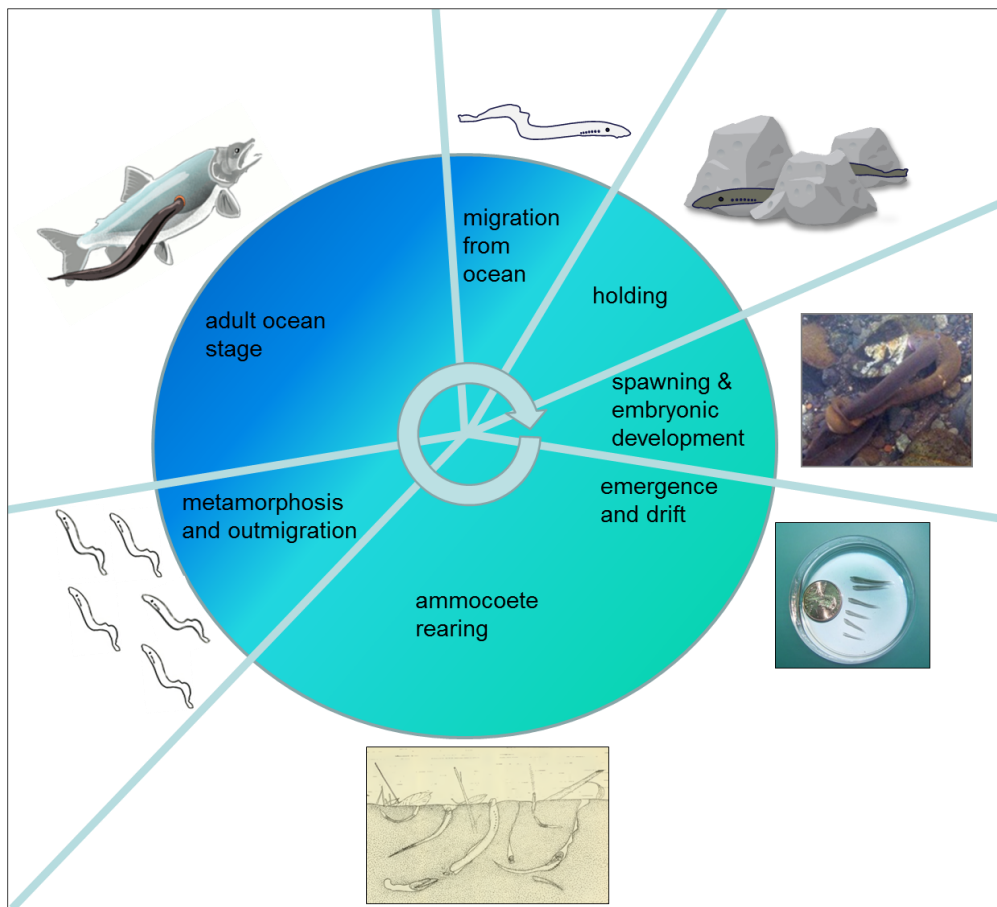 migration
from
ocean
holding
adult ocean
stage
spawning &
embryonic
development
emergence
and drift
metamorphosis
and outmigration
ammocoete
rearing